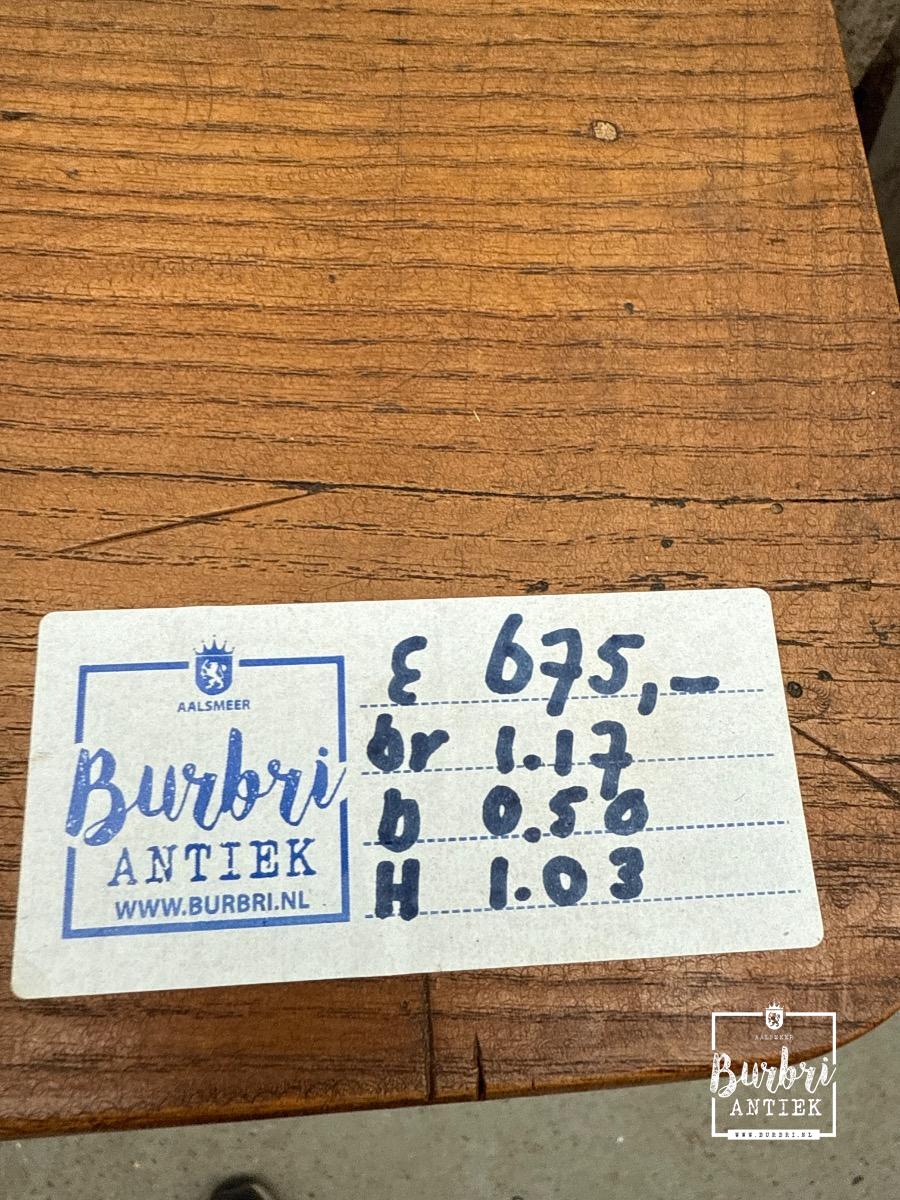 AALSMEER
Burbri
ANTIEK
WWW.BURBRI.NL
€ 675,-
br 1.17
D 0.50
H 1.03
AALSMEER
Burbri
ANTIEK
WWW.BURBRI.NL